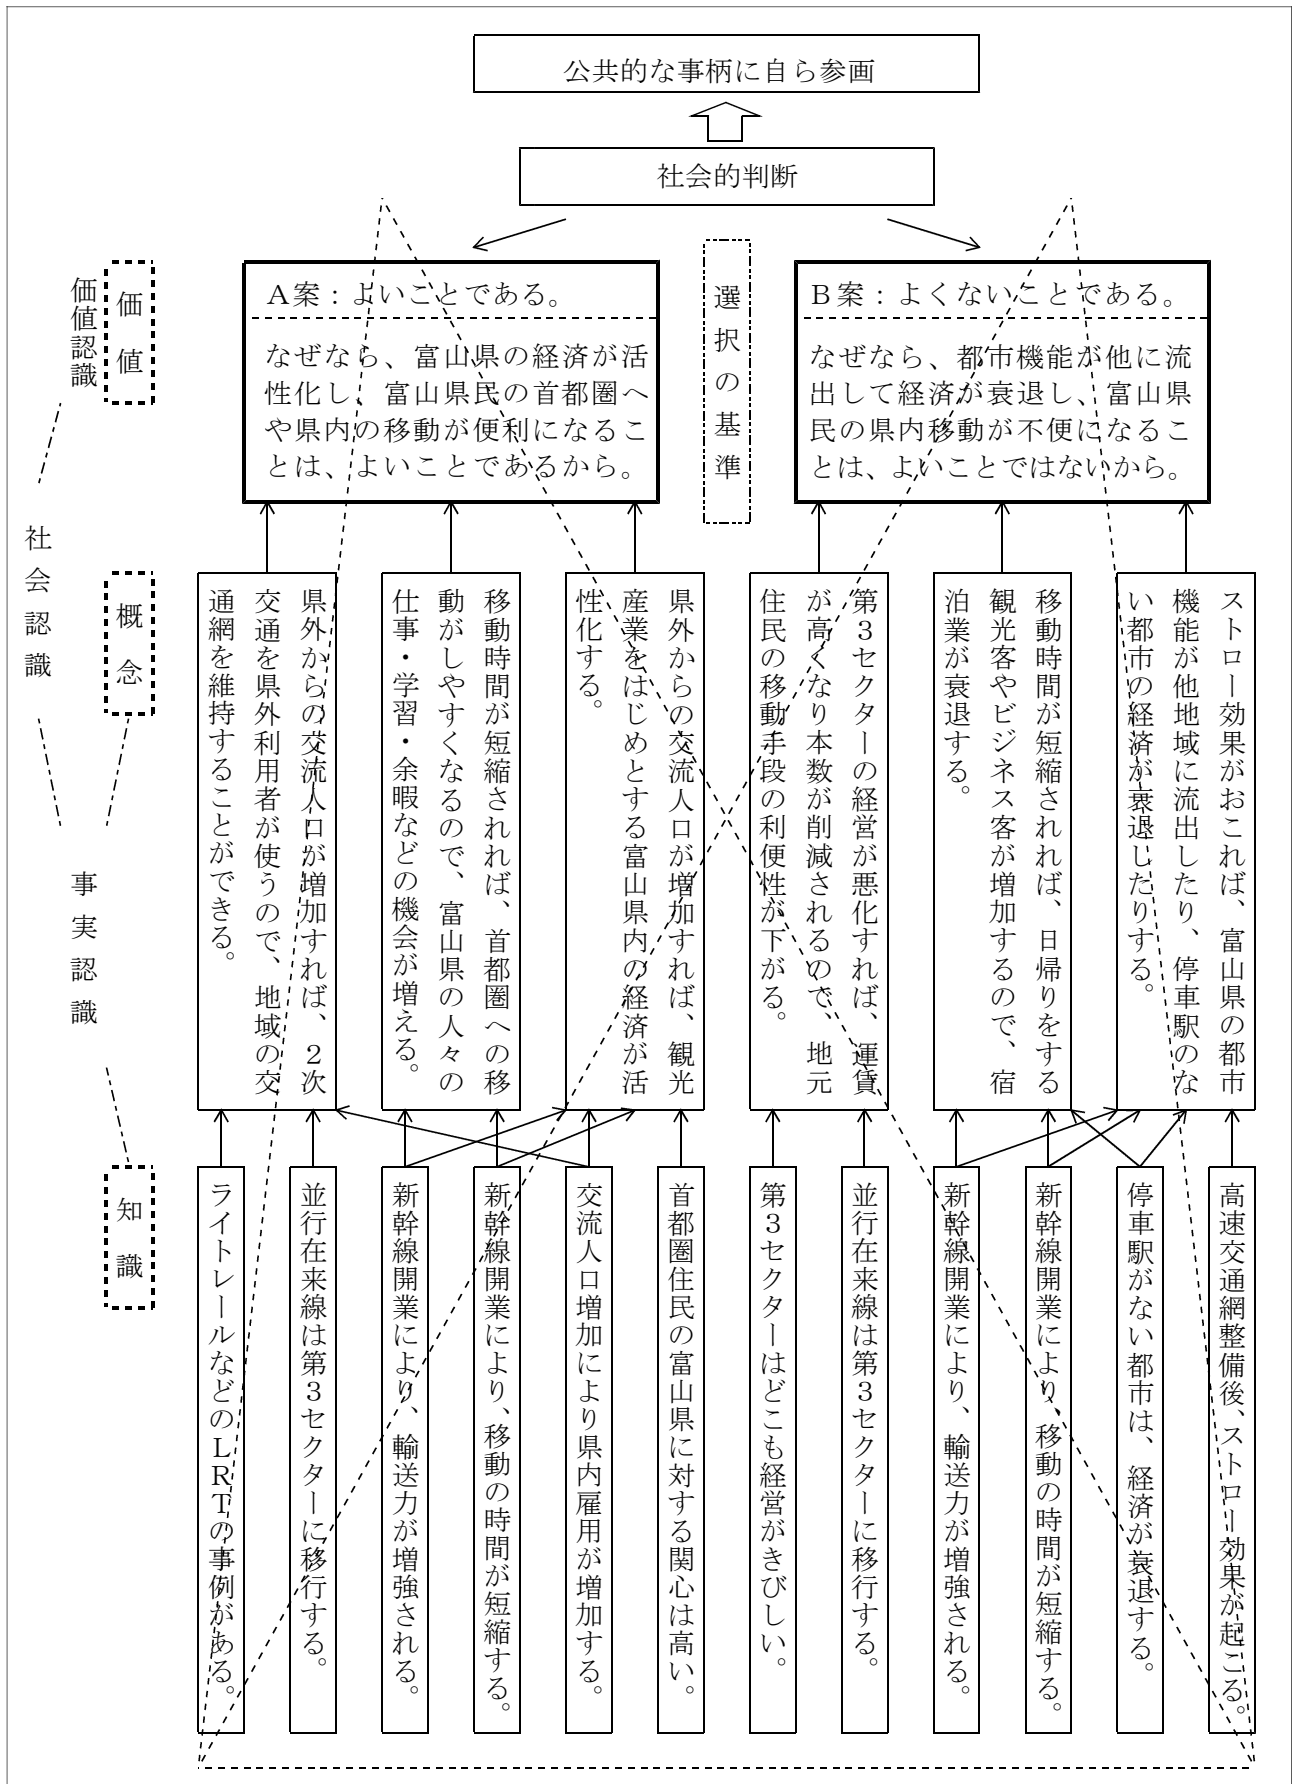 公共的な事柄に自ら参画
社会的判断
価値認識
価値
A案：よいことである。
なぜなら、富山県の経済が活
性化し、富山県民の首都圏へ
や県内の移動が便利になるこ
とは、よいことであるから。
選択の基準
B案：よくないことである。
なぜなら、都市機能が他に流
出して経済が衰退し、富山県
民の県内移動が不便になるこ
とは、よいことではないから。
社会認識
概念
県外からの交流人口が増加すれば、２次
交通を県外利用者が使うので、地域の交
通網を維持することができる。
移動時間が短縮されれば、首都圏への移
動がしやすくなるので、富山県の人々の
仕事・学習・余暇などの機会が増える。
県外からの交流人口が増加すれば、観光
産業をはじめとする富山県内の経済が活
性化する。
第３セクターの経営が悪化すれば、運賃
が高くなり本数が削減されるので、地元
住民の移動手段の利便性が下がる。
移動時間が短縮されれば、日帰りをする
観光客やビジネス客が増加するので、宿
泊業が衰退する。
ストロー効果がおこれば、富山県の都市
機能が他地域に流出したり、停車駅のな
い都市の経済が衰退したりする。
事実認識
知識
ライトレールなどのＬＲＴの事例がある。
並行在来線は第３セクターに移行する。
新幹線開業により、輸送力が増強される。
新幹線開業により、移動の時間が短縮する。
交流人口増加により県内雇用が増加する。
首都圏住民の富山県に対する関心は高い。
第３セクターはどこも経営がきびしい。
並行在来線は第３セクターに移行する。
新幹線開業により、輸送力が増強される。
新幹線開業により、移動の時間が短縮する。
停車駅がない都市は、経済が衰退する。
高速交通網整備後、ストロー効果が起こる。